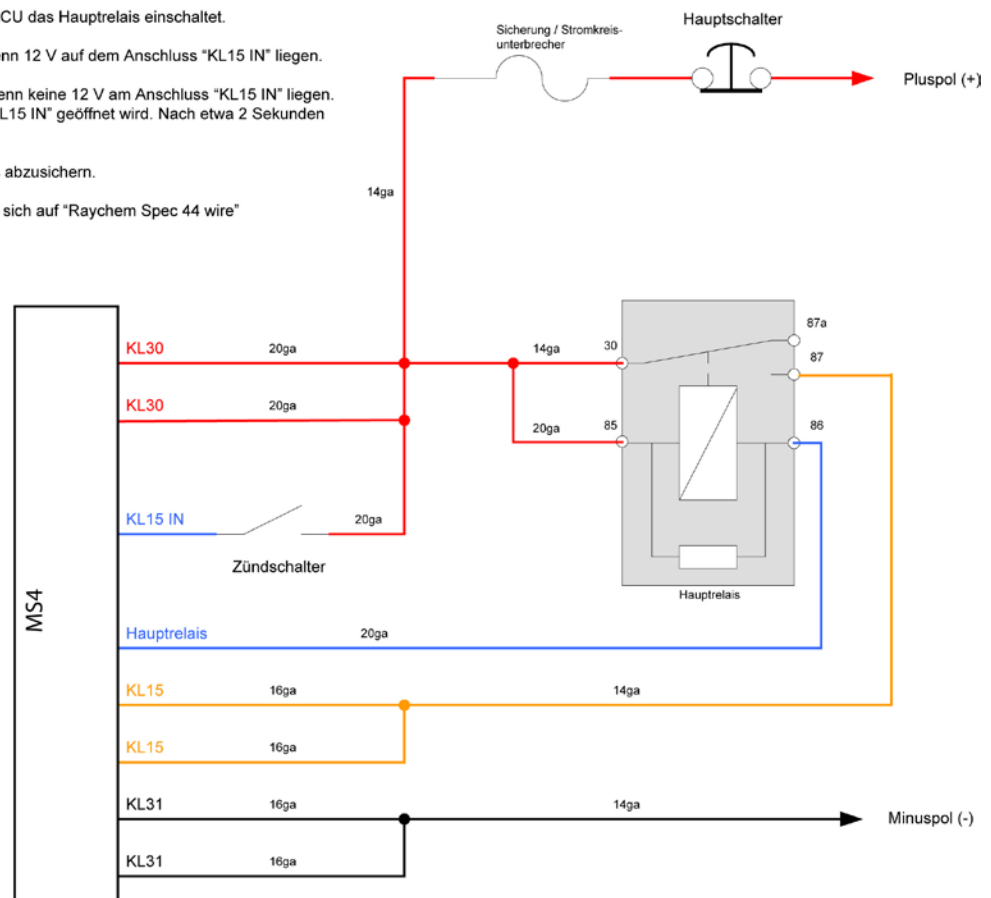 CU das Hauptrelais einschaltet.
nn 12 V auf dem Anschluss “KL15 IN” liegen.
enn keine 12 V am Anschluss “KL15 IN” liegen.
L15 IN” geöffnet wird. Nach etwa 2 Sekunden
abzusichern.
sich auf “Raychem Spec 44 wire”
Sicherung / Stromkreis-
unterbrecher
Hauptschalter
Pluspol (+)
14ga
KL30
20ga
14ga
30
87a
87
KL30
20ga
20ga
85
86
KL15 IN
20ga
Zündschalter
Hauptrelais
MS4
Hauptrelais
20ga
KL15
16ga
14ga
KL15
16ga
KL31
16ga
14ga
Minuspol (-)
KL31
16ga